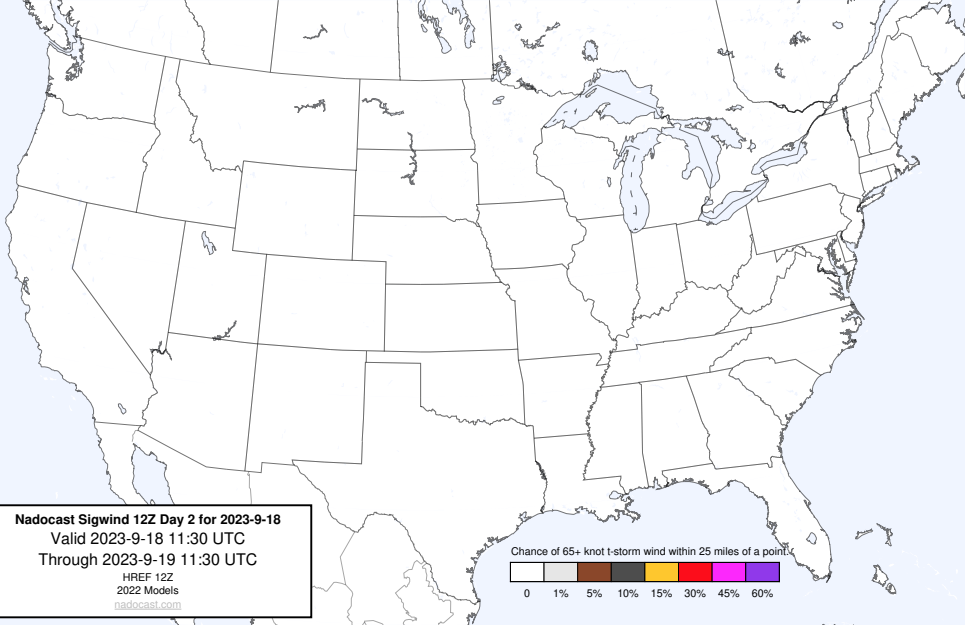 Nadocast Sigwind 12Z Day 2 for 2023-9-18
Valid 2023-9-18 11:30 UTC
Through 2023-9-19 11:30 UTC
HREF 12Z
2022 Models
nadocast.com
Chance of 65+ knot t-storm wind within 25 miles of a point.
0 1% 5% 10% 15% 30% 45% 60%